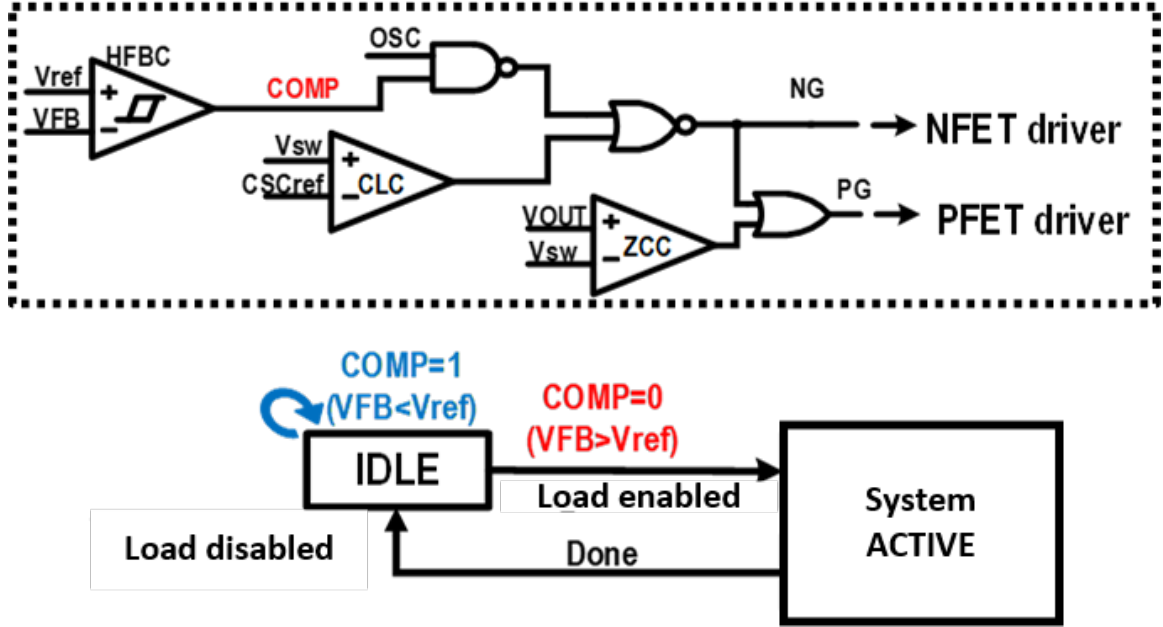 HFBC
Vref
+
VFB
−
COMP
OSC
Vsw
+
CSCref
−
CLC
VOUT
+
Vsw
−
ZCC
NG
NFET driver
PG
PFET driver
COMP=1
(VFB<Vref)
COMP=0
(VFB>Vref)
IDLE
Load enabled
System
ACTIVE
Load disabled
Done